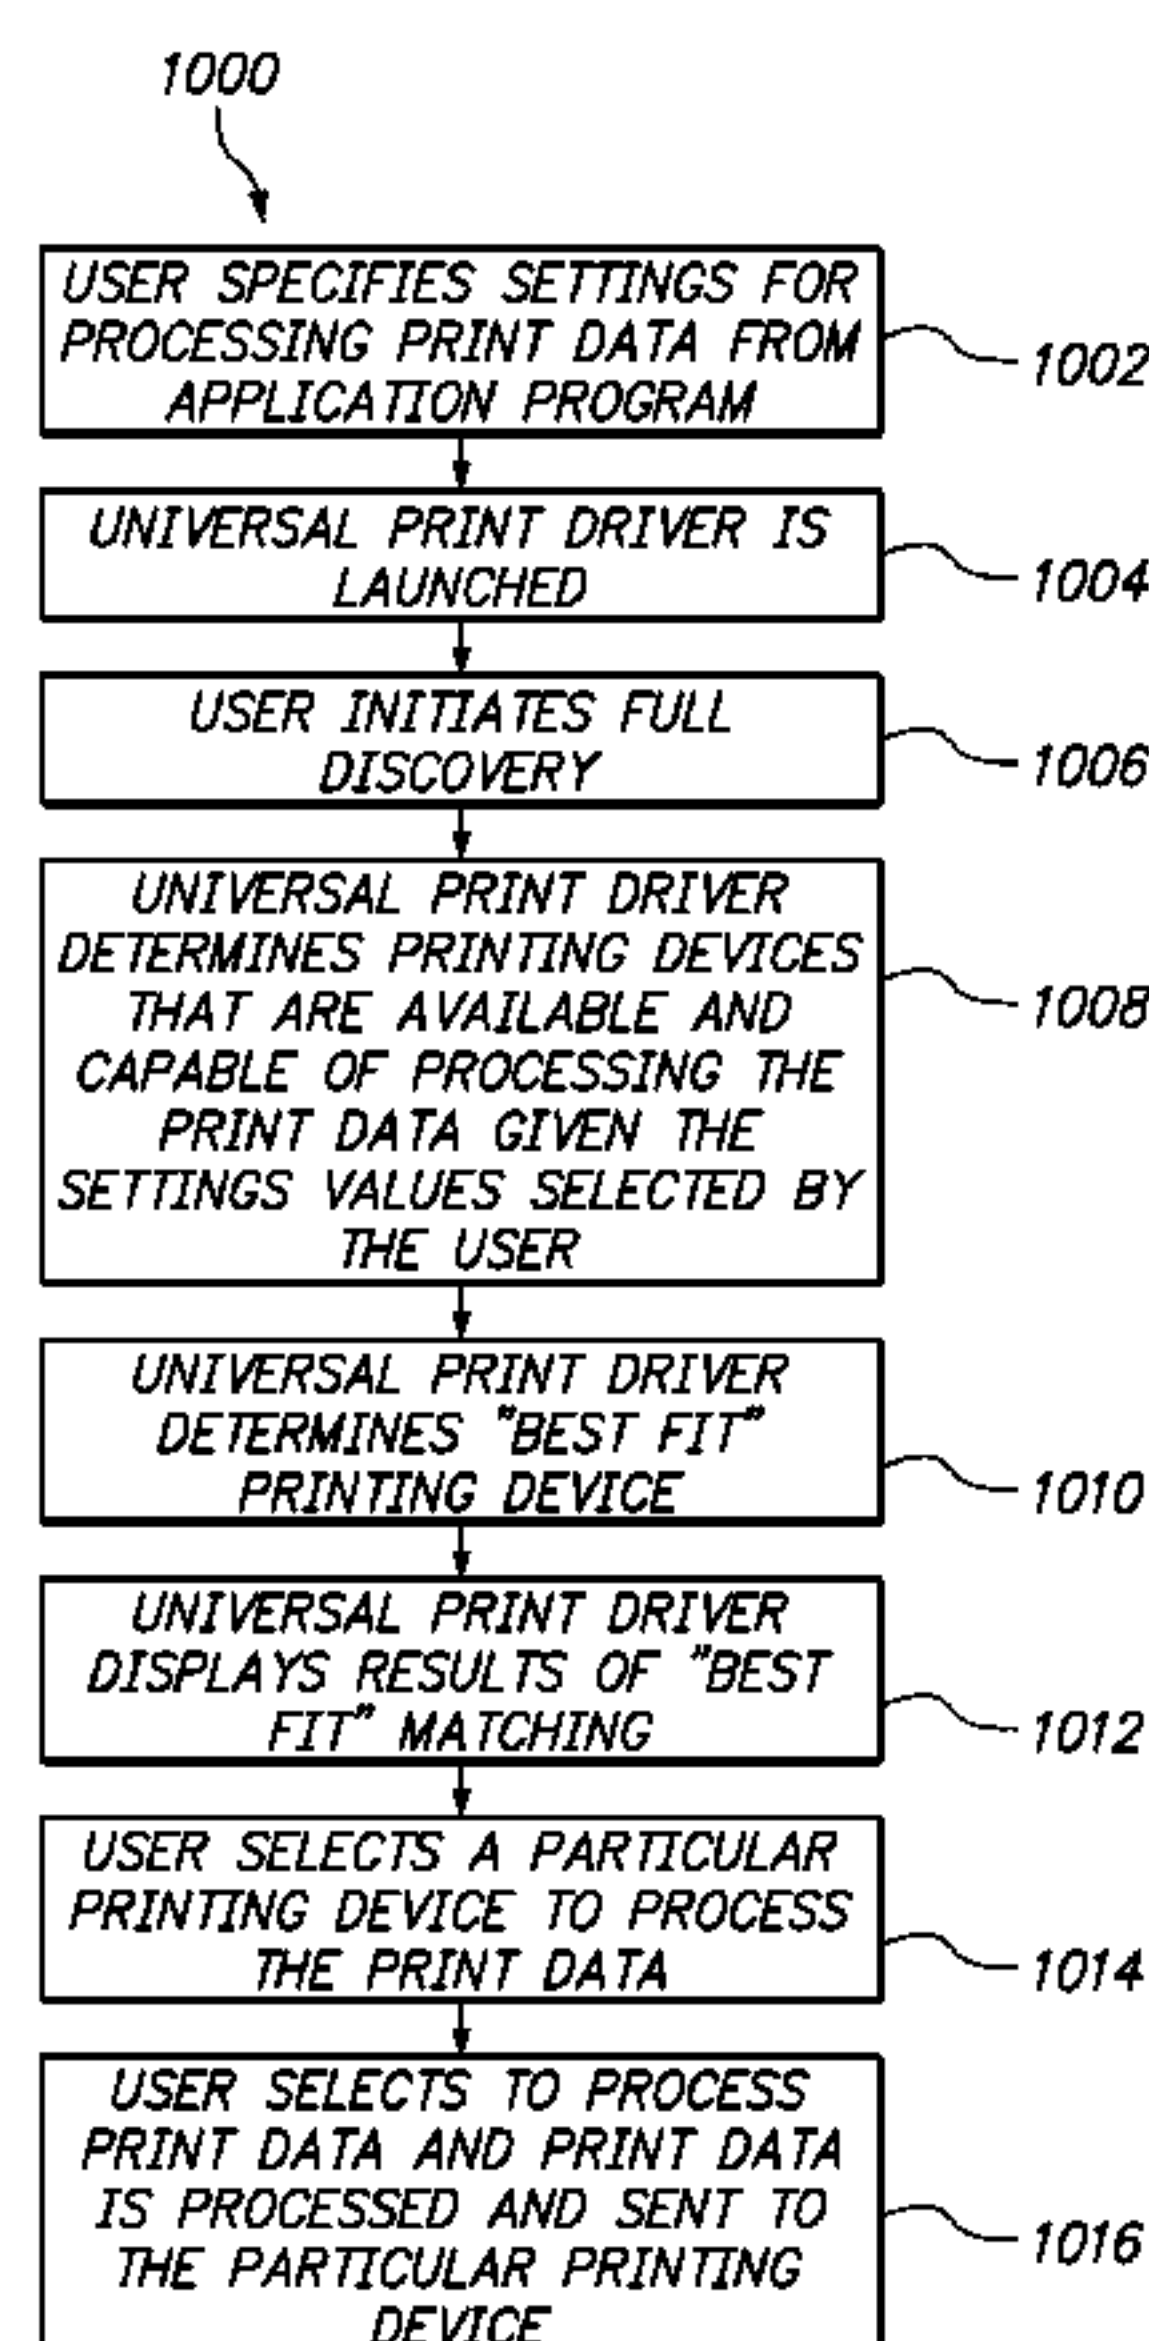 1000
USER SPECIFIES SETTINGS FOR
PROCESSING PRINT DATA FROM
APPLICATION PROGRAM
1002
UNIVERSAL PRINT DRIVER IS
LAUNCHED
1004
USER INITIATES FULL
DISCOVERY
1006
UNIVERSAL PRINT DRIVER
DETERMINES PRINTING DEVICES
THAT ARE AVAILABLE AND
CAPABLE OF PROCESSING THE
PRINT DATA GIVEN THE
SETTINGS VALUES SELECTED BY
THE USER
1008
UNIVERSAL PRINT DRIVER
DETERMINES "BEST FIT"
PRINTING DEVICE
1010
UNIVERSAL PRINT DRIVER
DISPLAYS RESULTS OF "BEST
FIT" MATCHING
1012
USER SELECTS A PARTICULAR
PRINTING DEVICE TO PROCESS
THE PRINT DATA
1014
USER SELECTS TO PROCESS
PRINT DATA AND PRINT DATA
IS PROCESSED AND SENT TO
THE PARTICULAR PRINTING
DEVICE
1016